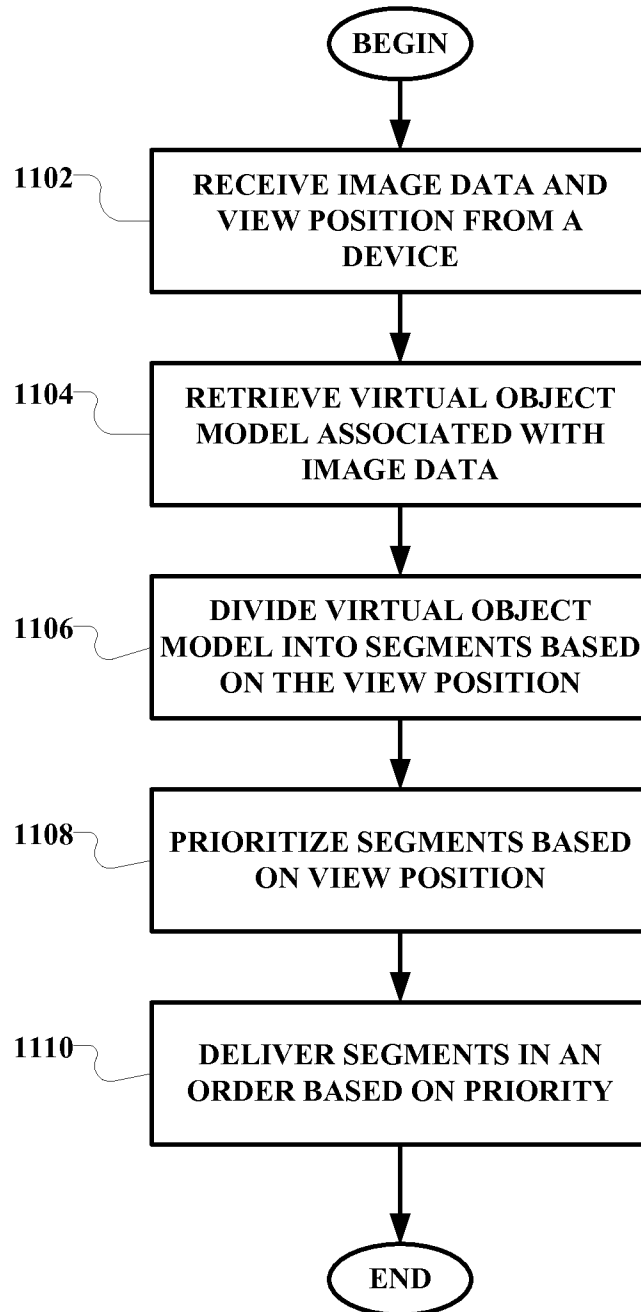 BEGIN
1102
RECEIVE IMAGE DATA AND
VIEW POSITION FROM A
DEVICE
1104
RETRIEVE VIRTUAL OBJECT
MODEL ASSOCIATED WITH
IMAGE DATA
1106
DIVIDE VIRTUAL OBJECT
MODEL INTO SEGMENTS BASED
ON THE VIEW POSITION
1108
PRIORITIZE SEGMENTS BASED
ON VIEW POSITION
1110
DELIVER SEGMENTS IN AN
ORDER BASED ON PRIORITY
END